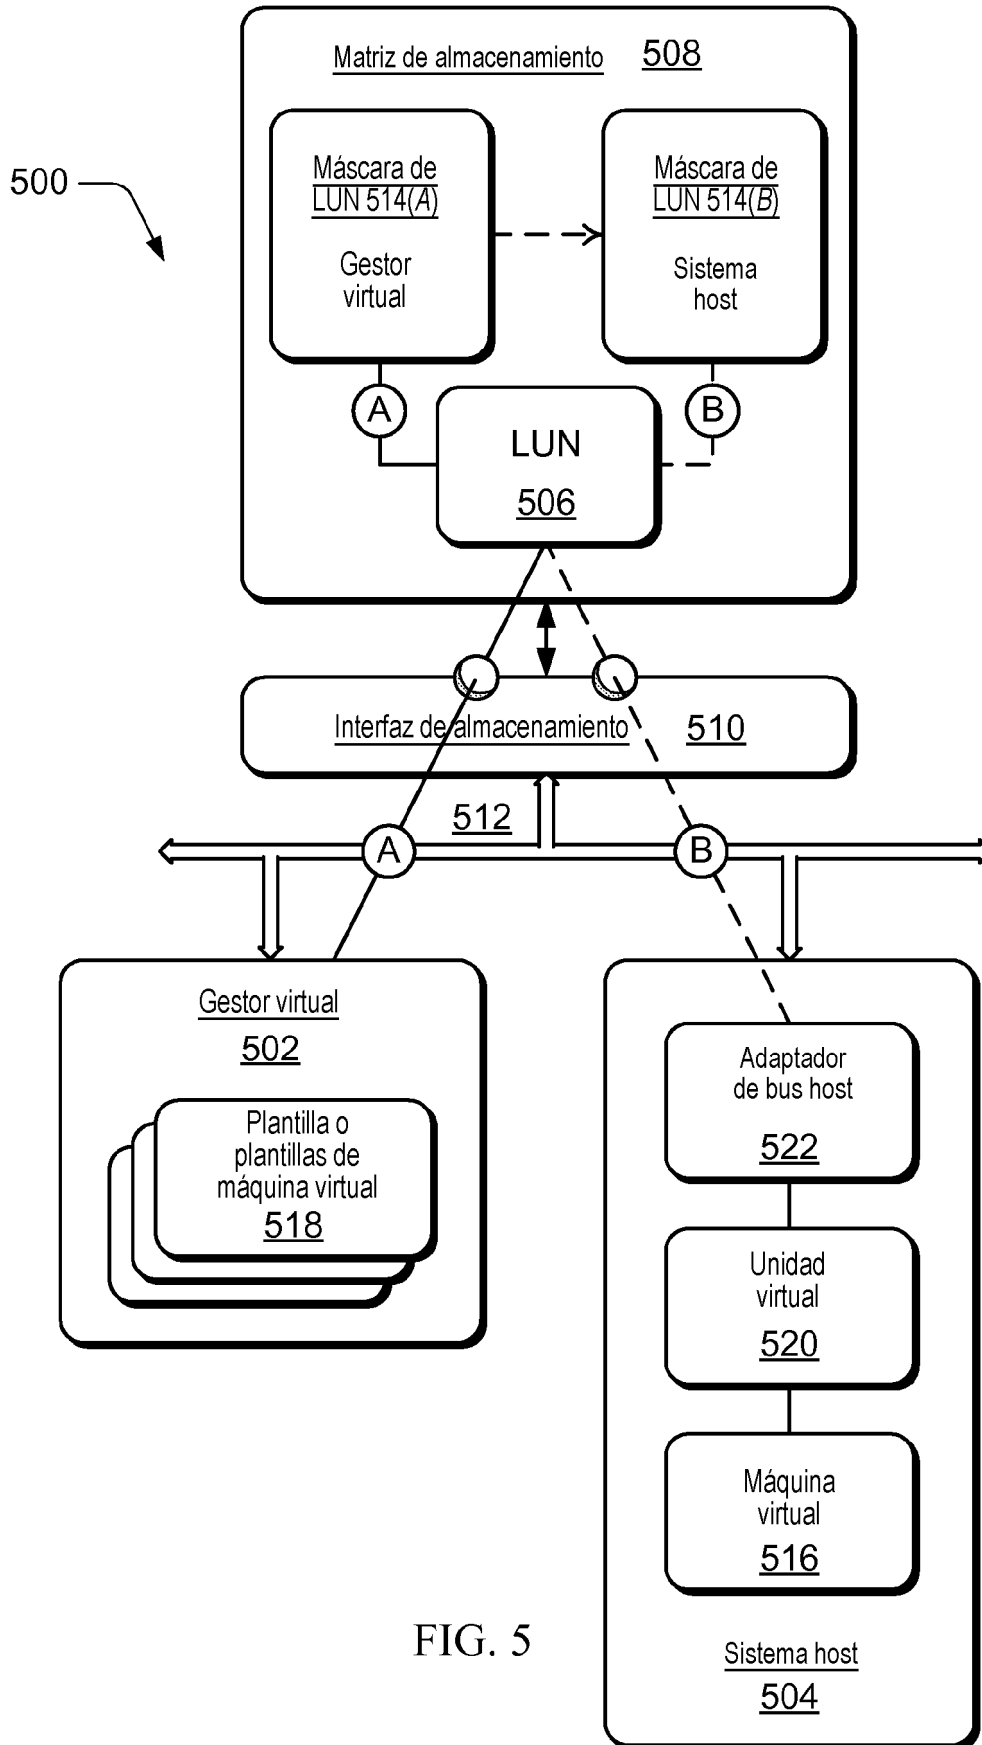 Matriz de almacenamiento 508
500
Máscara de
LUN 514(A)
Gestor
virtual
Máscara de
LUN 514(B)
Sistema
host
A
B
LUN
506
Interfaz de almacenamiento 510
512
A
B
Gestor virtual
502
Plantilla o
plantillas de
máquina virtual
518
Adaptador
de bus host
522
Unidad
virtual
520
Máquina
virtual
516
Sistema host
504
FIG. 5